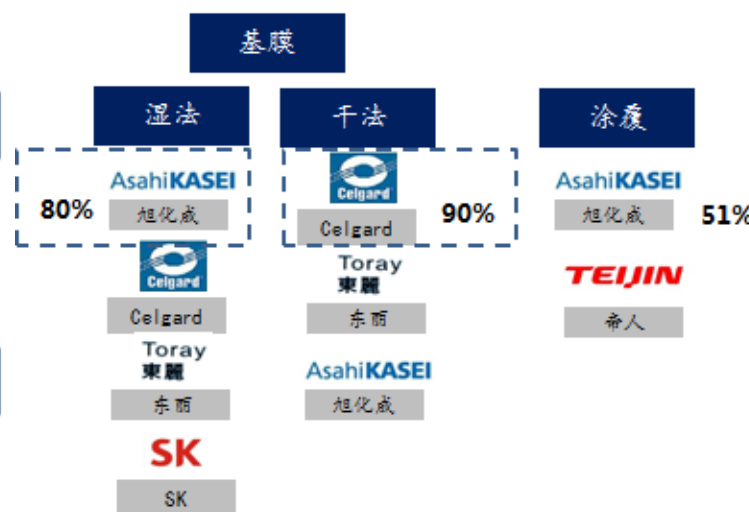 基膜
湿法
干法
涂覆
80%
AsahiKASEI
旭化成
Celgard
Celgard
Toray
東麗
东丽
SK
SK
Celgard
Celgard
90%
Toray
東麗
东丽
AsahiKASEI
旭化成
AsahiKASEI
旭化成
51%
TEIJIN
帝人